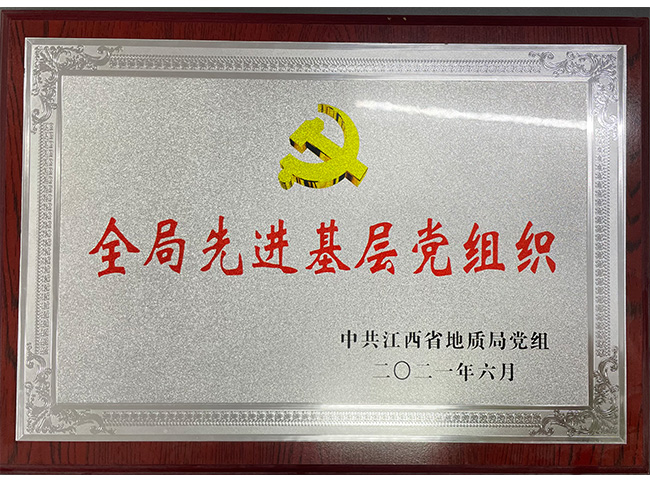 全局先进基层党组织
中共江西省地质局党组
二〇二一年六月